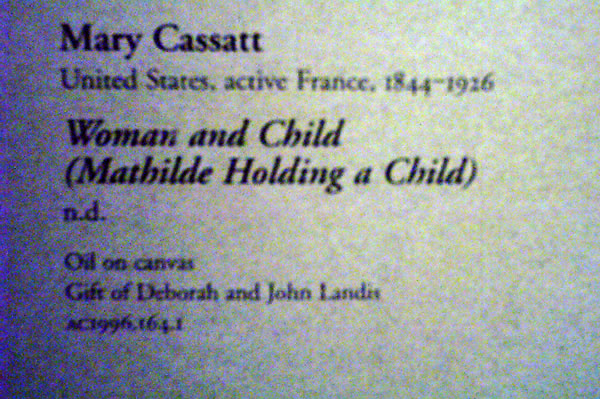 Mary Cassatt
United States, active France, 1844–1926
Woman and Child
(Mathilde Holding a Child)
n.d.
Oil on canvas
Gift of Deborah and John Landis
AC1996.164.1